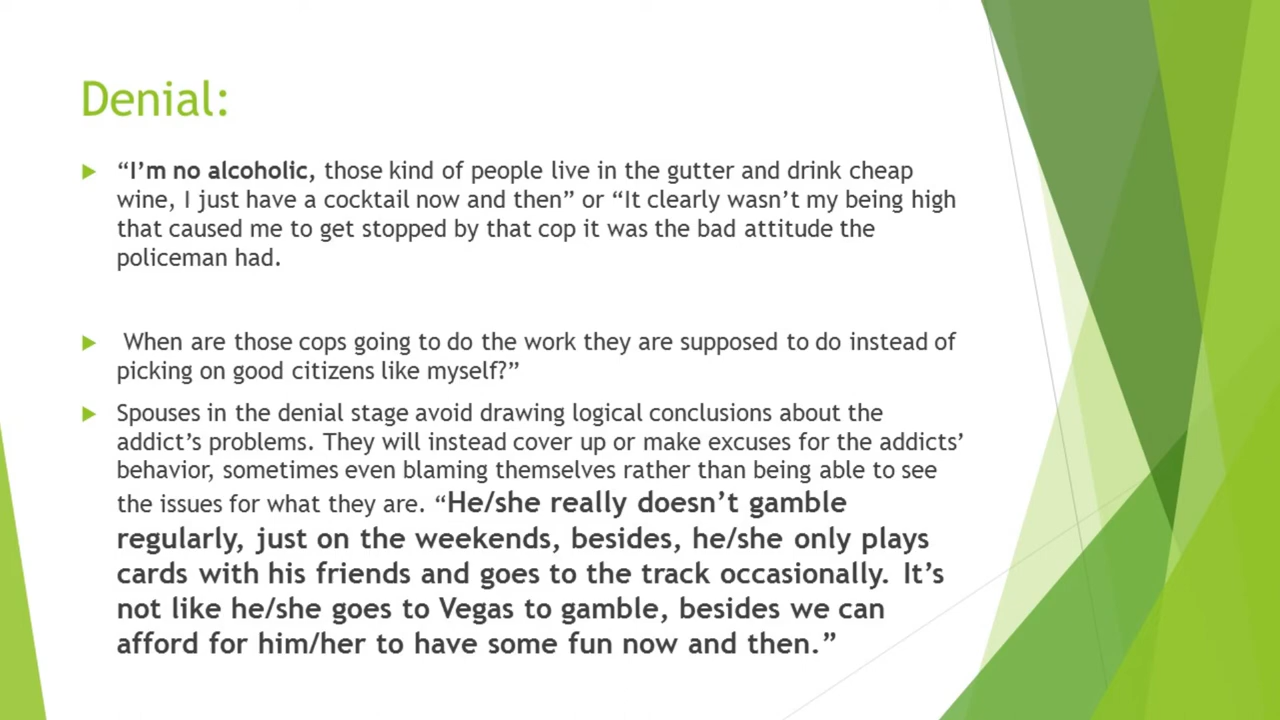 Denial:
“I’m no alcoholic, those kind of people live in the gutter and drink cheap
wine, I just have a cocktail now and then” or “It clearly wasn’t my being high
that caused me to get stopped by that cop it was the bad attitude the
policeman had.
When are those cops going to do the work they are supposed to do instead of
picking on good citizens like myself?”
Spouses in the denial stage avoid drawing logical conclusions about the
addict’s problems. They will instead cover up or make excuses for the addicts’
behavior, sometimes even blaming themselves rather than being able to see
the issues for what they are. “He/she really doesn’t gamble
regularly, just on the weekends, besides, he/she only plays
cards with his friends and goes to the track occasionally. It’s
not like he/she goes to Vegas to gamble, besides we can
afford for him/her to have some fun now and then.”